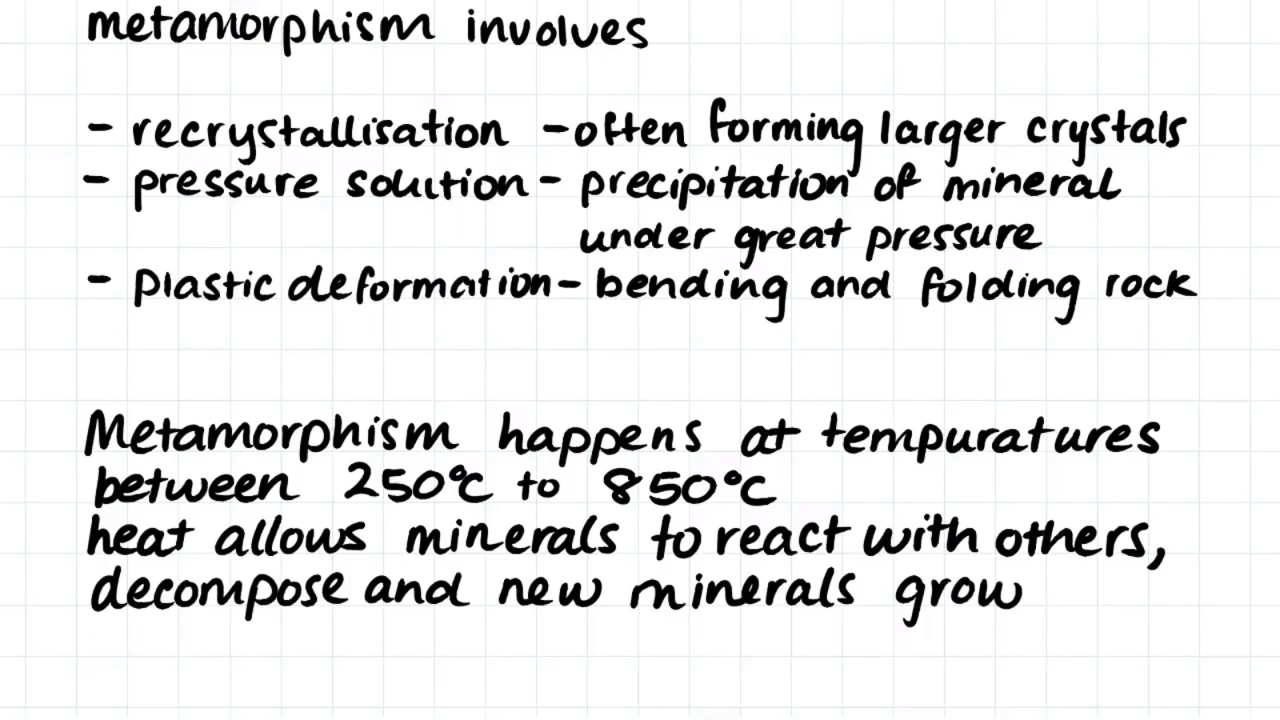 metamorphism involves
- recrystallisation - often forming larger crystals
- pressure solution - precipitation of mineral
under great pressure
- plastic deformation - bending and folding rock
Metamorphism happens at tempuratures
between 250°C to 850°C
heat allows minerals to react with others,
decompose and new minerals grow